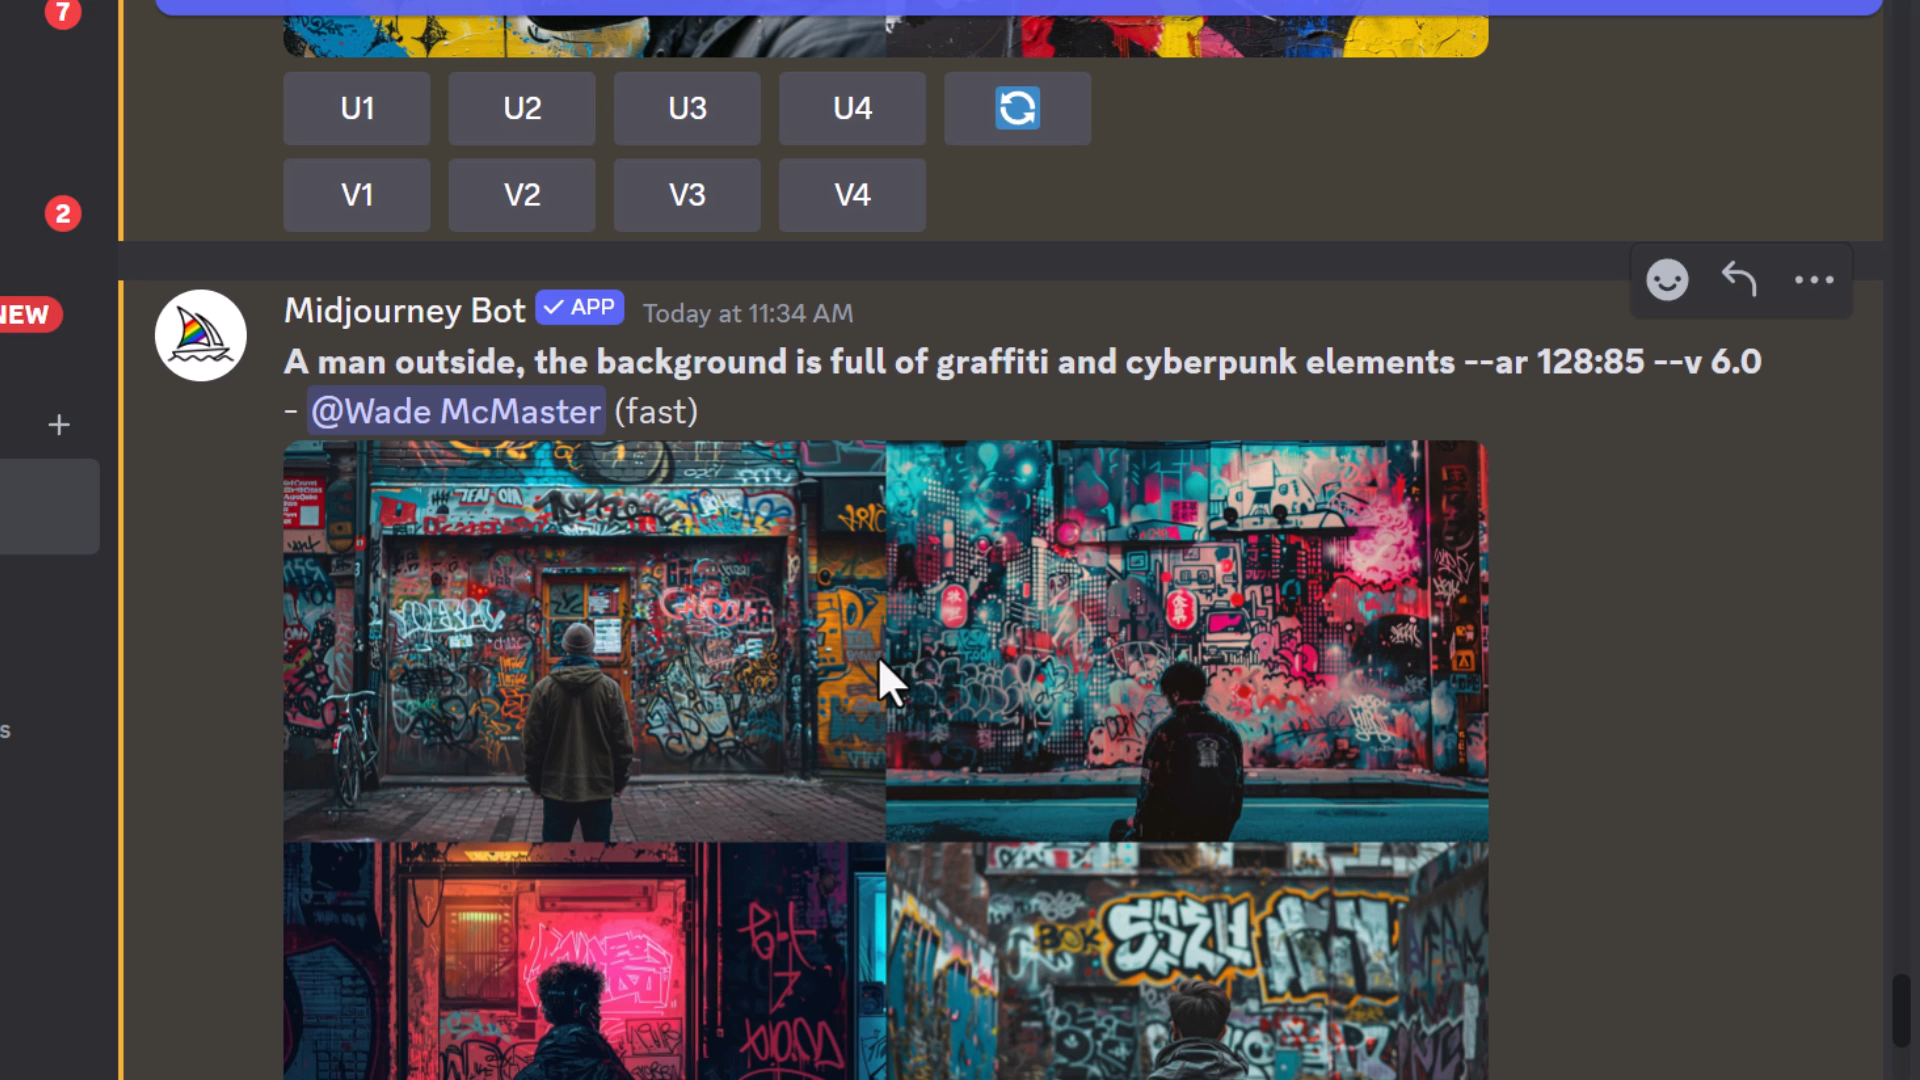 7
U1 U2 U3 U4
V1 V2 V3 V4
2
NEW
Midjourney Bot APP Today at 11:34 AM
A man outside, the background is full of graffiti and cyberpunk elements --ar 128:85 --v 6.0
- @Wade McMaster (fast)
+
s